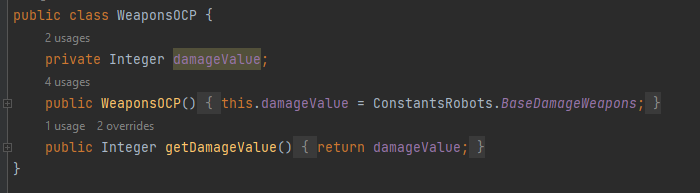 public class WeaponsOCP {
2 usages
private Integer damageValue;
4 usages
public WeaponsOCP() { this.damageValue = ConstantsRobots.BaseDamageWeapons; }
1 usage 2 overrides
public Integer getDamageValue() { return damageValue; }
}